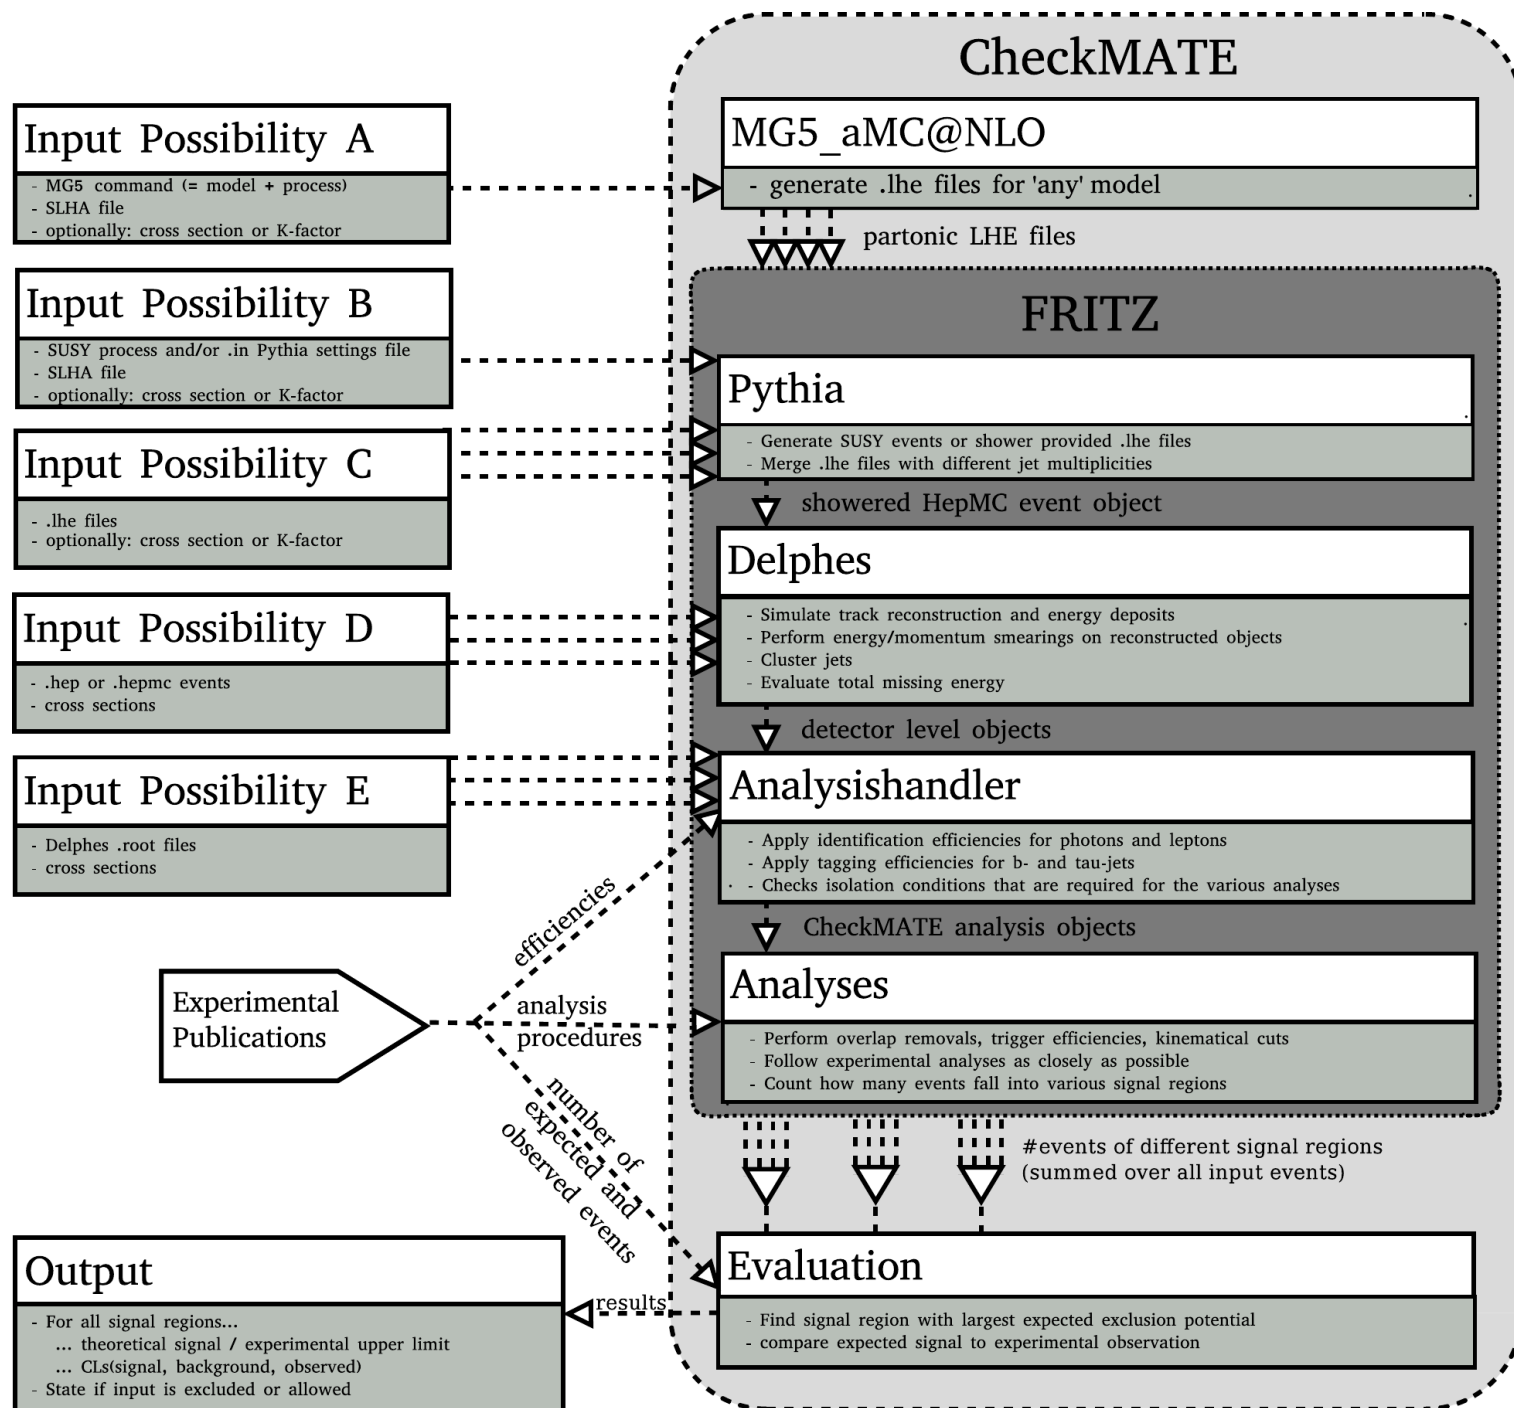 CheckMATE
Input Possibility A
- MG5 command (= model + process)
- SLHA file
- optionally: cross section or K-factor
MG5_aMC@NLO
- generate .lhe files for 'any' model
partonic LHE files
Input Possibility B
- SUSY process and/or .in Pythia settings file
- SLHA file
- optionally: cross section or K-factor
FRITZ
Pythia
- Generate SUSY events or shower provided .lhe files
- Merge .lhe files with different jet multiplicities
Input Possibility C
- .lhe files
- optionally: cross section or K-factor
showered HepMC event object
Delphes
- Simulate track reconstruction and energy deposits
- Perform energy/momentum smearings on reconstructed objects
- Cluster jets
- Evaluate total missing energy
Input Possibility D
- .hep or .hepmc events
- cross sections
detector level objects
Input Possibility E
- Delphes .root files
- cross sections
Analysishandler
- Apply identification efficiencies for photons and leptons
- Apply tagging efficiencies for b- and tau-jets
- Checks isolation conditions that are required for the various analyses
efficiencies
CheckMATE analysis objects
Experimental
Publications
analysis
procedures
Analyses
- Perform overlap removals, trigger efficiencies, kinematical cuts
- Follow experimental analyses as closely as possible
- Count how many events fall into various signal regions
number of
expected and
observed events
#events of different signal regions
(summed over all input events)
Evaluation
- Find signal region with largest expected exclusion potential
- compare expected signal to experimental observation
results
Output
- For all signal regions...
... theoretical signal / experimental upper limit
... CLs(signal, background, observed)
- State if input is excluded or allowed